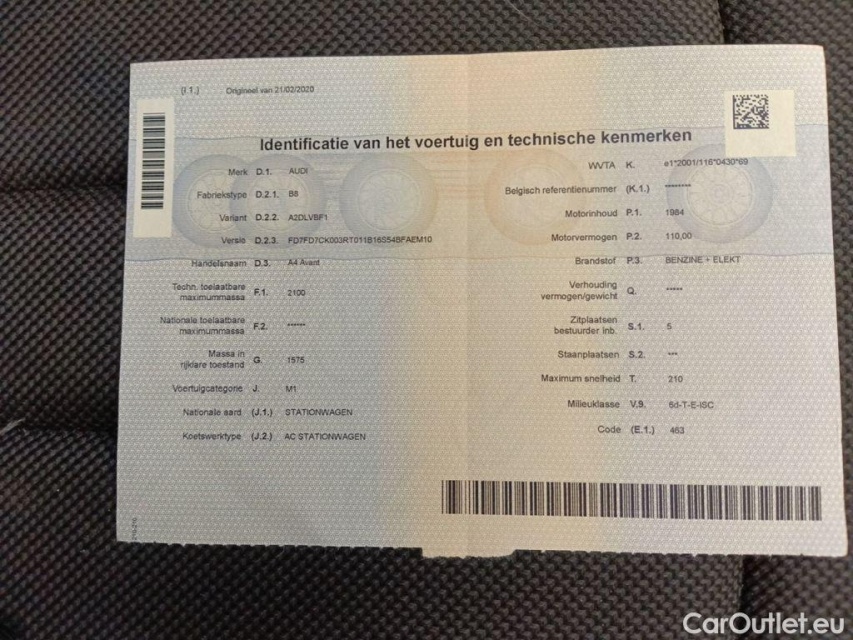 (I.1.) Origineel van 21/02/2020
Identificatie van het voertuig en technische kenmerken
Merk D.1. AUDI
Fabriekstype D.2.1. B8
Variant D.2.2. A2DLVBF1
Versie D.2.3. FD7FD7CK003RT011B16S54BFAEM10
Handelsnaam D.3. A4 Avant
Techn. toelaatbare
maximummassa F.1. 2100
Nationale toelaatbare
maximummassa F.2. ******
Massa in
rijklare toestand G. 1575
Voertuigcategorie J. M1
Nationale aard (J.1.) STATIONWAGEN
Koetswerktype (J.2.) AC STATIONWAGEN
WVTA K. e1*2001/116*0430*69
Belgisch referentienummer (K.1.) ********
Motorinhoud P.1. 1984
Motorvermogen P.2. 110,00
Brandstof P.3. BENZINE + ELEKT
Verhouding
vermogen/gewicht Q. *****
Zitplaatsen
bestuurder inb. S.1. 5
Staanplaatsen S.2. ***
Maximum snelheid T. 210
Milieuklasse V.9. 6d-T-E-ISC
Code (E.1.) 463
CarOutlet.eu